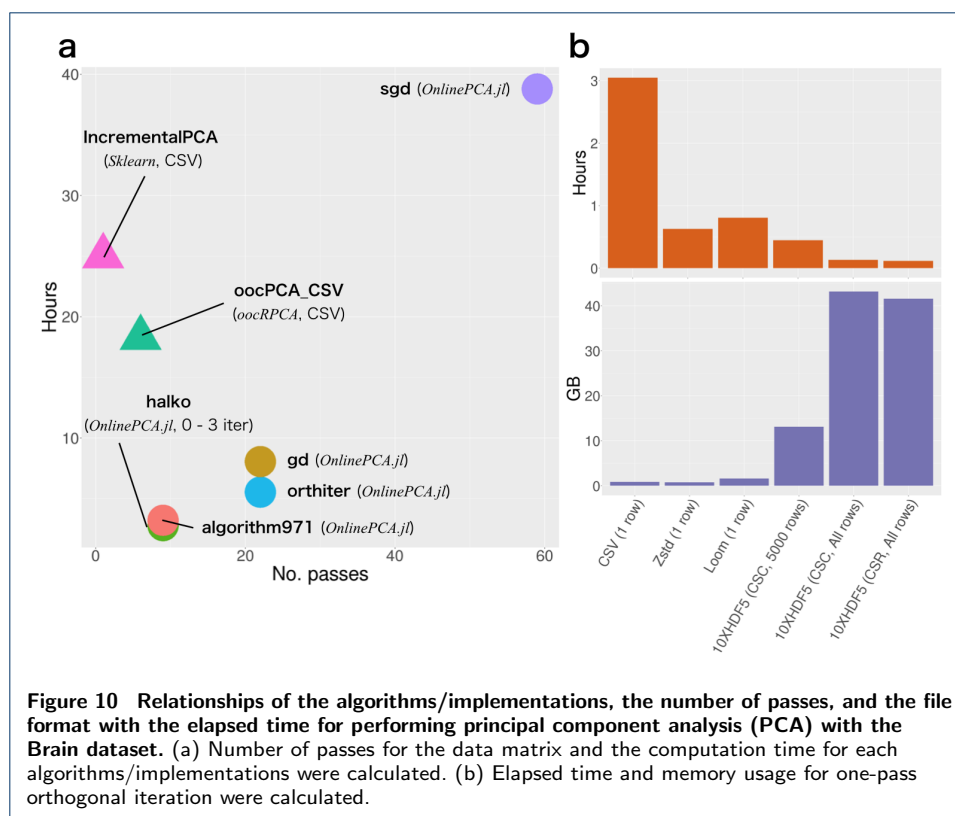 a
40
30
20
10
Hours
0
20
40
60
No. passes
sgd (OnlinePCA.jl)
IncrementalPCA
(Sklearn, CSV)
oocPCA_CSV
(oocRPCA, CSV)
halko
(OnlinePCA.jl, 0 - 3 iter)
gd (OnlinePCA.jl)
orthiter (OnlinePCA.jl)
algorithm971 (OnlinePCA.jl)
b
3
2
1
0
Hours
40
30
20
10
0
GB
CSV (1 row)
Zstd (1 row)
Loom (1 row)
10XHDF5 (CSC, 5000 rows)
10XHDF5 (CSC, All rows)
10XHDF5 (CSR, All rows)
Figure 10 Relationships of the algorithms/implementations, the number of passes, and the file
format with the elapsed time for performing principal component analysis (PCA) with the
Brain dataset. (a) Number of passes for the data matrix and the computation time for each
algorithms/implementations were calculated. (b) Elapsed time and memory usage for one-pass
orthogonal iteration were calculated.